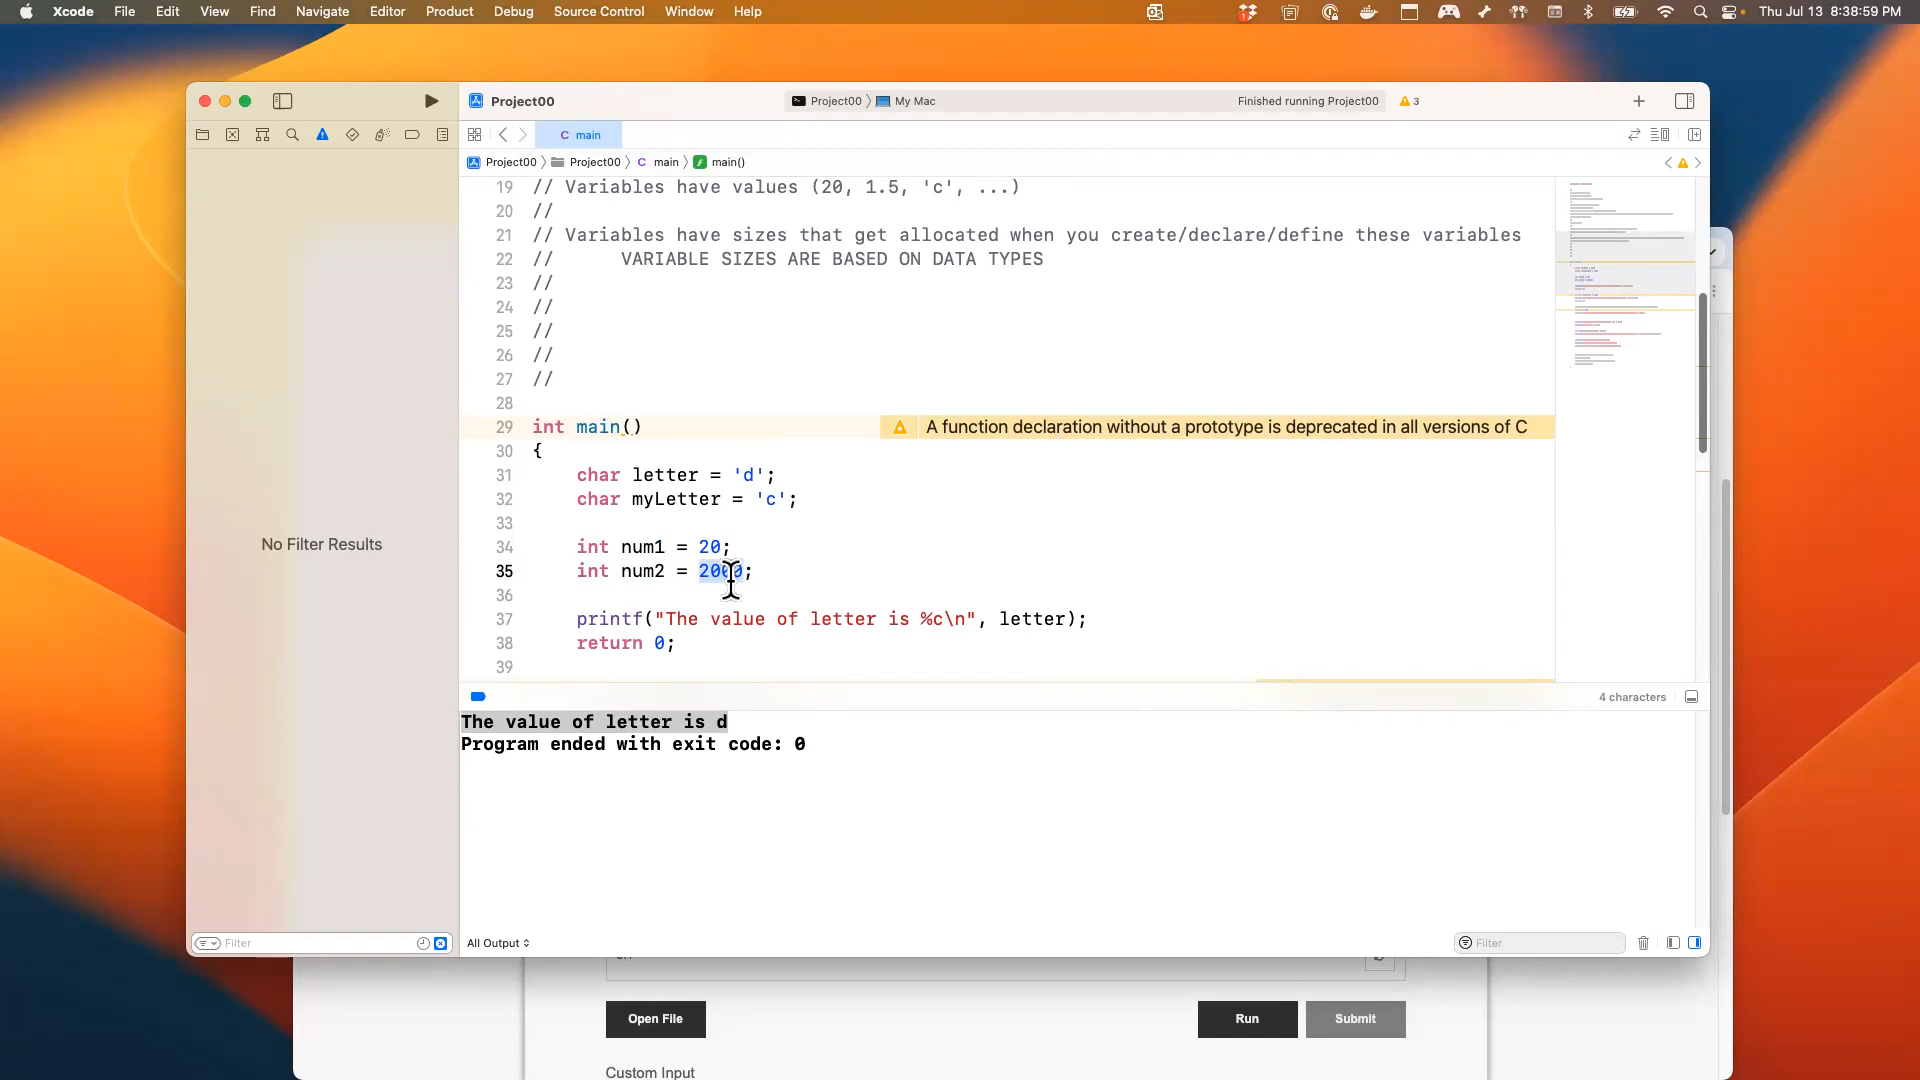 Xcode File Edit View Find Navigate Editor Product Debug Source Control Window Help
1
Thu Jul 13 8:38:59 PM
Project00
Project00 My Mac
Finished running Project00
3
C main
Project00 Project00 C main main()
19 // Variables have values (20, 1.5, 'c', ...)
20 //
21 // Variables have sizes that get allocated when you create/declare/define these variables
22 // VARIABLE SIZES ARE BASED ON DATA TYPES
23 //
24 //
25 //
26 //
27 //
28
29 int main()
A function declaration without a prototype is deprecated in all versions of C
30 {
31 char letter = 'd';
32 char myLetter = 'c';
33
34 int num1 = 20;
35 int num2 = 2000;
36
37 printf("The value of letter is %c\n", letter);
38 return 0;
39
No Filter Results
4 characters
The value of letter is d
Program ended with exit code: 0
Filter
All Output
Filter
Open File
Run
Submit
Custom Input